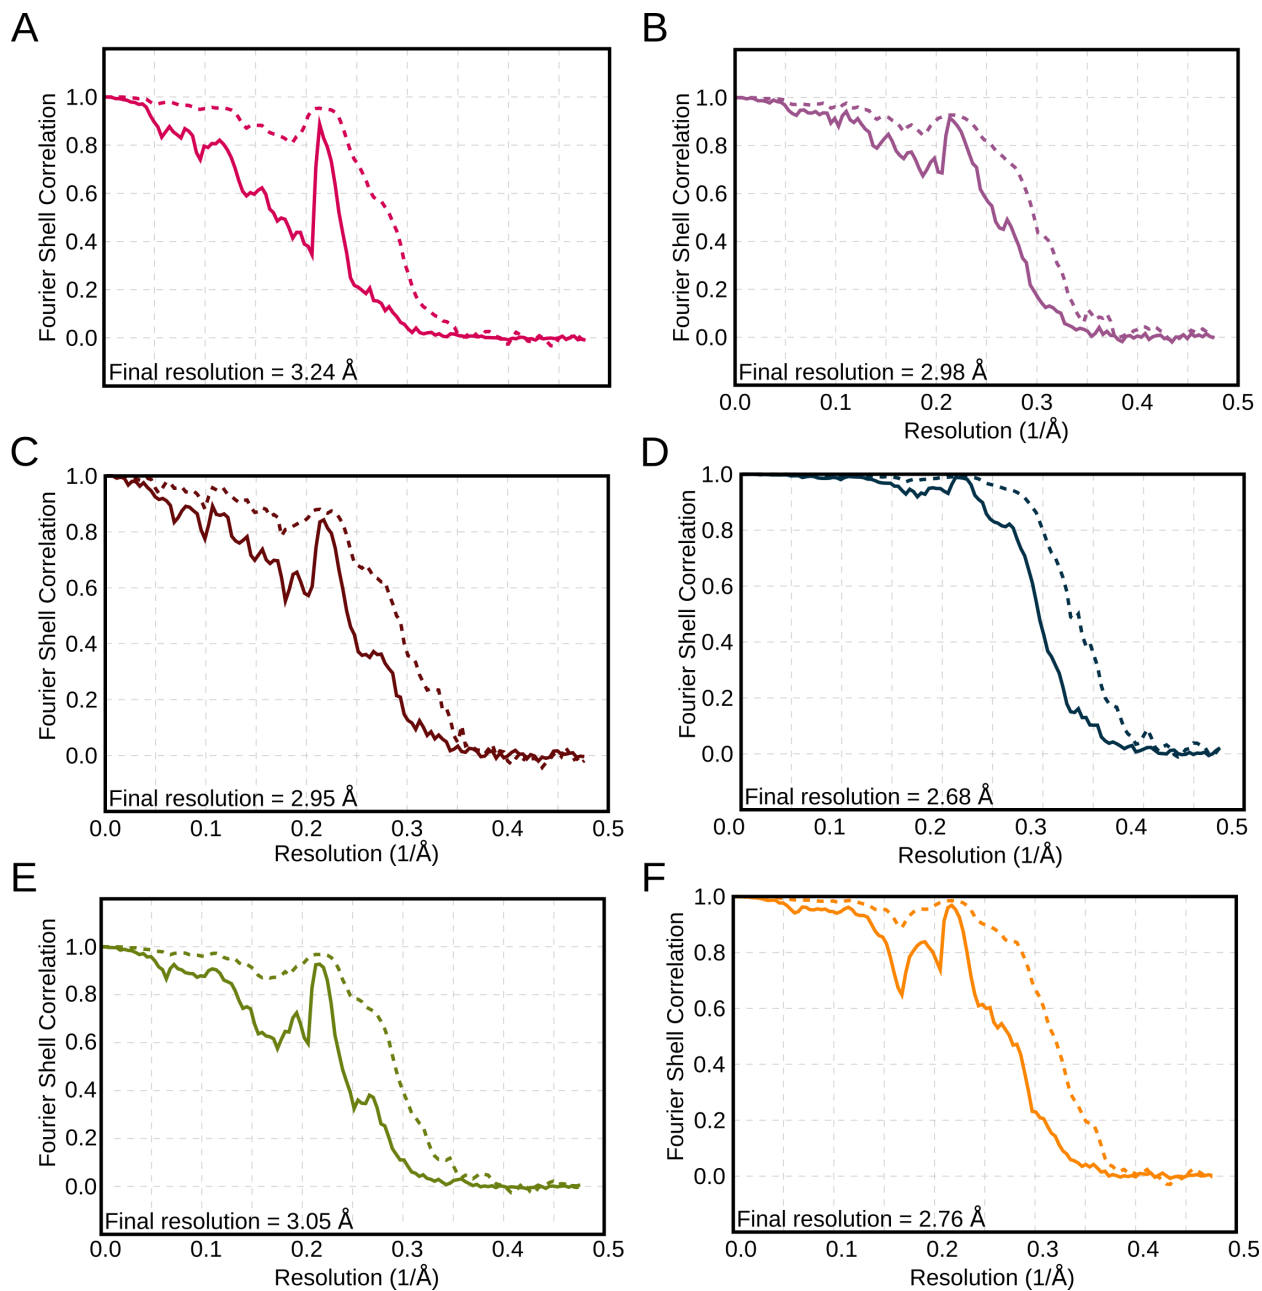 A
Fourier Shell Correlation
1.0
0.8
0.6
0.4
0.2
0.0
Final resolution = 3.24 Å
B
Fourier Shell Correlation
1.0
0.8
0.6
0.4
0.2
0.0
Final resolution = 2.98 Å
0.0 0.1 0.2 0.3 0.4 0.5
Resolution (1/Å)
C
Fourier Shell Correlation
1.0
0.8
0.6
0.4
0.2
0.0
Final resolution = 2.95 Å
0.0 0.1 0.2 0.3 0.4 0.5
Resolution (1/Å)
D
Fourier Shell Correlation
1.0
0.8
0.6
0.4
0.2
0.0
Final resolution = 2.68 Å
0.0 0.1 0.2 0.3 0.4 0.5
Resolution (1/Å)
E
Fourier Shell Correlation
1.0
0.8
0.6
0.4
0.2
0.0
Final resolution = 3.05 Å
0.0 0.1 0.2 0.3 0.4 0.5
Resolution (1/Å)
F
Fourier Shell Correlation
1.0
0.8
0.6
0.4
0.2
0.0
Final resolution = 2.76 Å
0.0 0.1 0.2 0.3 0.4 0.5
Resolution (1/Å)